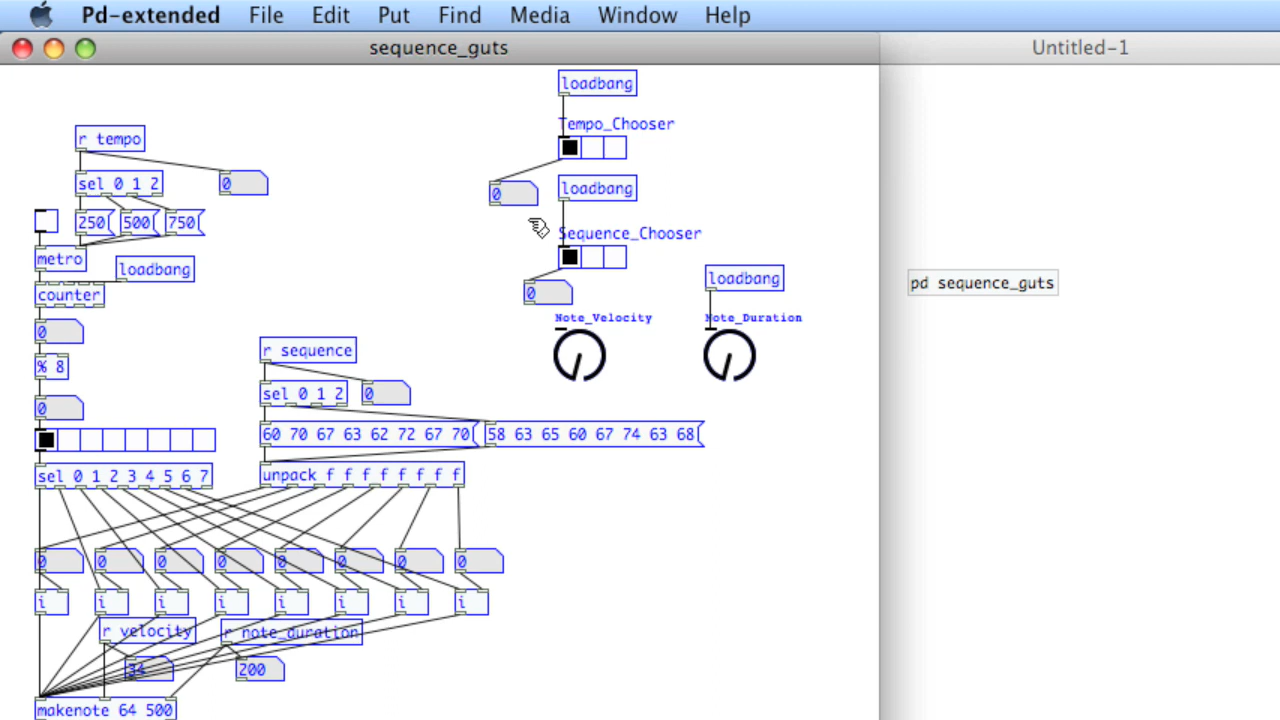 Pd-extended File Edit Put Find Media Window Help
sequence_guts
Untitled-1
loadbang
Tempo_Chooser
r tempo
sel 0 1 2
0
0
loadbang
250 500 750
Sequence_Chooser
metro
loadbang
loadbang
counter
0
Note_Velocity
Note_Duration
0
r sequence
% 8
sel 0 1 2
0
0
60 70 67 63 62 72 67 70
58 63 65 60 67 74 63 68
sel 0 1 2 3 4 5 6 7
unpack f f f f f f f f
0 0 0 0 0 0 0 0
i i i i i i i i
r velocity
r note_duration
34
200
makenote 64 500
pd sequence_guts